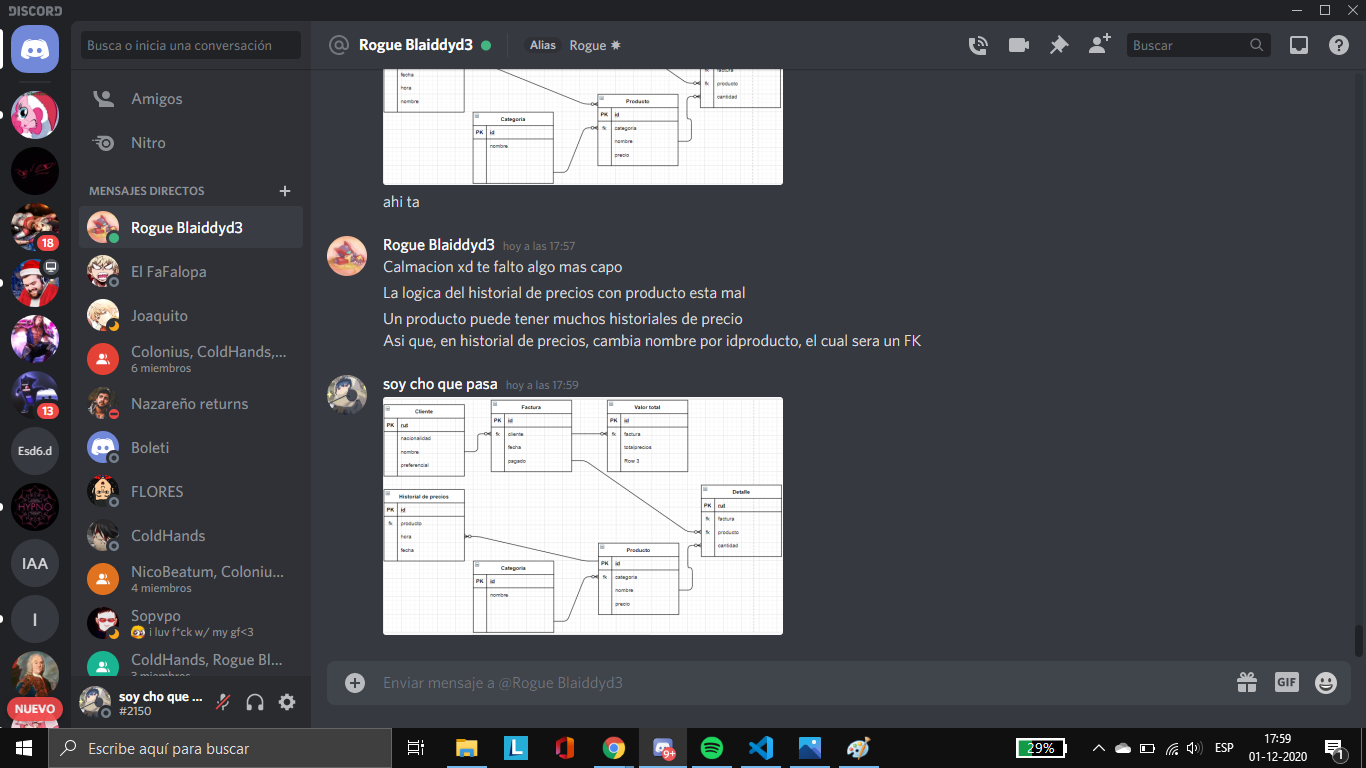 DISCORD
Busca o inicia una conversación
Amigos
Nitro
MENSAJES DIRECTOS
Rogue Blaiddyd3
El FaFalopa
Joaquito
Colonius, ColdHands,...
6 miembros
Nazareño returns
Boleti
FLORES
ColdHands
NicoBeatum, Coloniu...
4 miembros
Sopvpo
i luv f*ck w/ my gf<3
ColdHands, Rogue Bl...
3 miembros
18
13
Esd6.d
HYPNO
IAA
I
NUEVO
soy cho que ...
#2150
Rogue Blaiddyd3
Alias Rogue
Buscar
fecha
hora
nombre
Categoria
PK id
nombre
Producto
PK id
fk categoria
nombre
precio
factura
fk producto
cantidad
ahi ta
Rogue Blaiddyd3 hoy a las 17:57
Calmacion xd te falto algo mas capo
La logica del historial de precios con producto esta mal
Un producto puede tener muchos historiales de precio
Asi que, en historial de precios, cambia nombre por idproducto, el cual sera un FK
soy cho que pasa hoy a las 17:59
Cliente
PK rut
nacionalidad
nombre
preferencial
Factura
PK id
fk cliente
fecha
pagado
Valor total
PK id
fk factura
totalprecios
Row 3
Historial de precios
PK id
fk producto
hora
fecha
Categoria
PK id
nombre
Producto
PK id
fk categoria
nombre
precio
Detalle
PK rut
fk factura
fk producto
cantidad
Enviar mensaje a @Rogue Blaiddyd3
GIF
Escribe aquí para buscar
L
9+
29%
ESP
17:59
01-12-2020
1